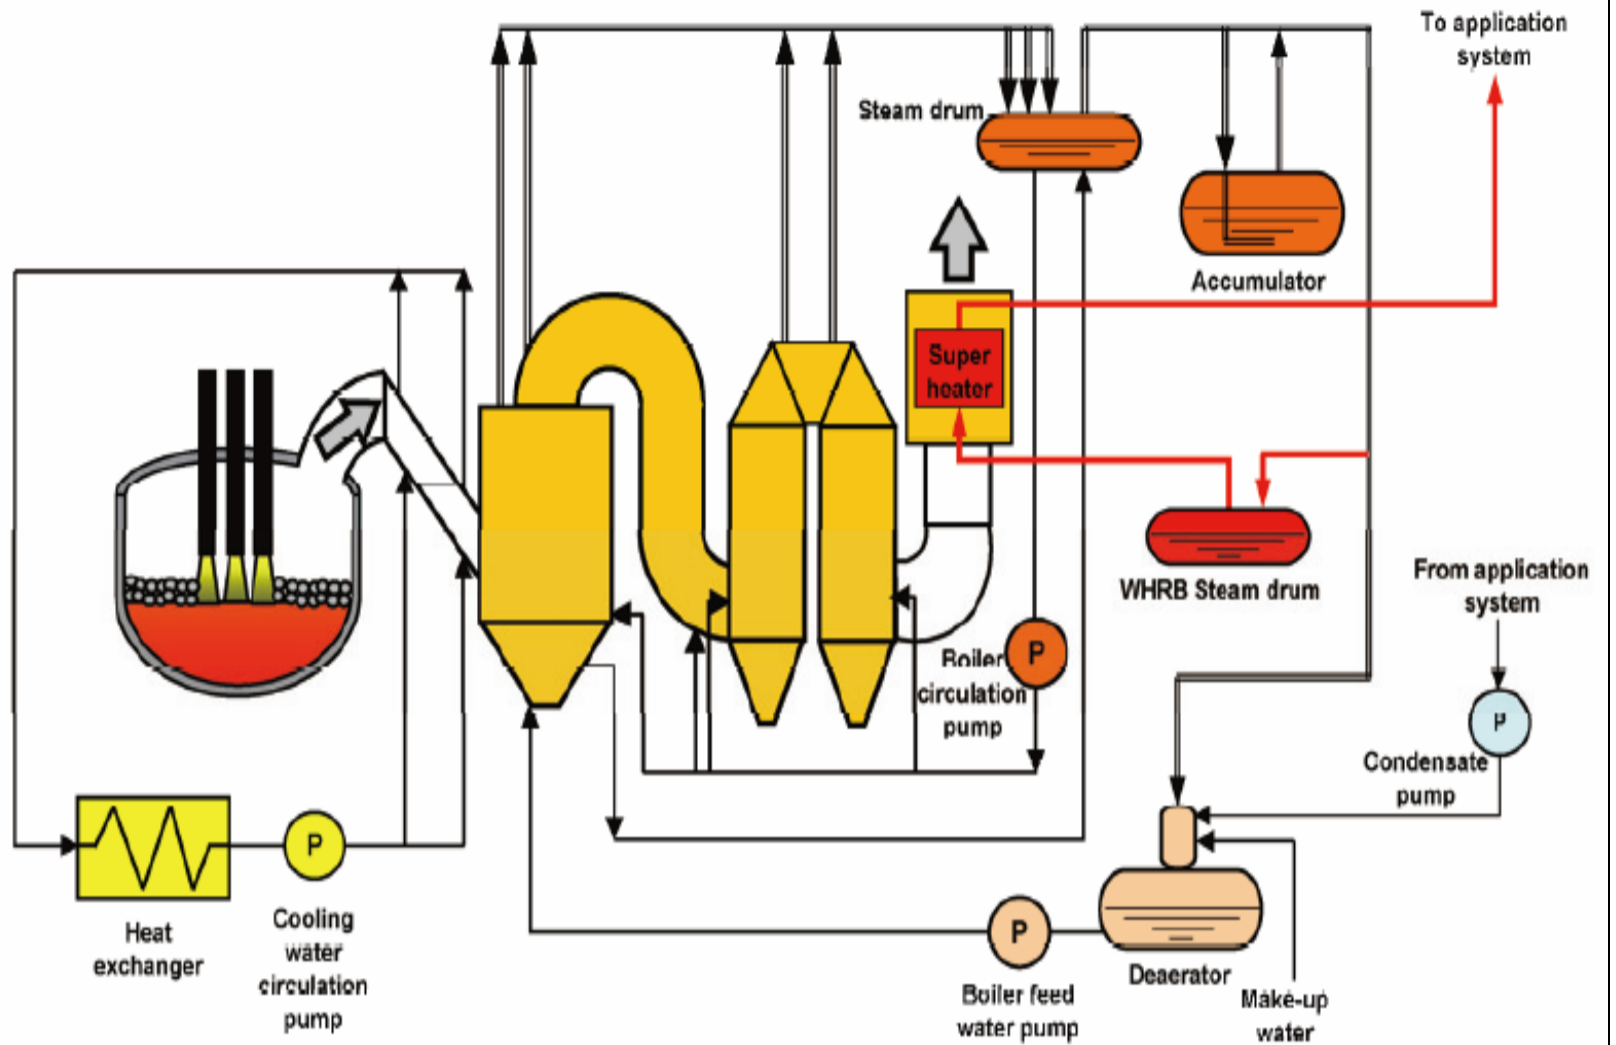 To application
system
Steam drum
Accumulator
Super
heater
WHRB Steam drum
From application
system
P
Boiler
circulation
pump
P
Condensate
pump
P
Heat
exchanger
Cooling
water
circulation
pump
P
Boiler feed
water pump
Deaerator
Make-up
water